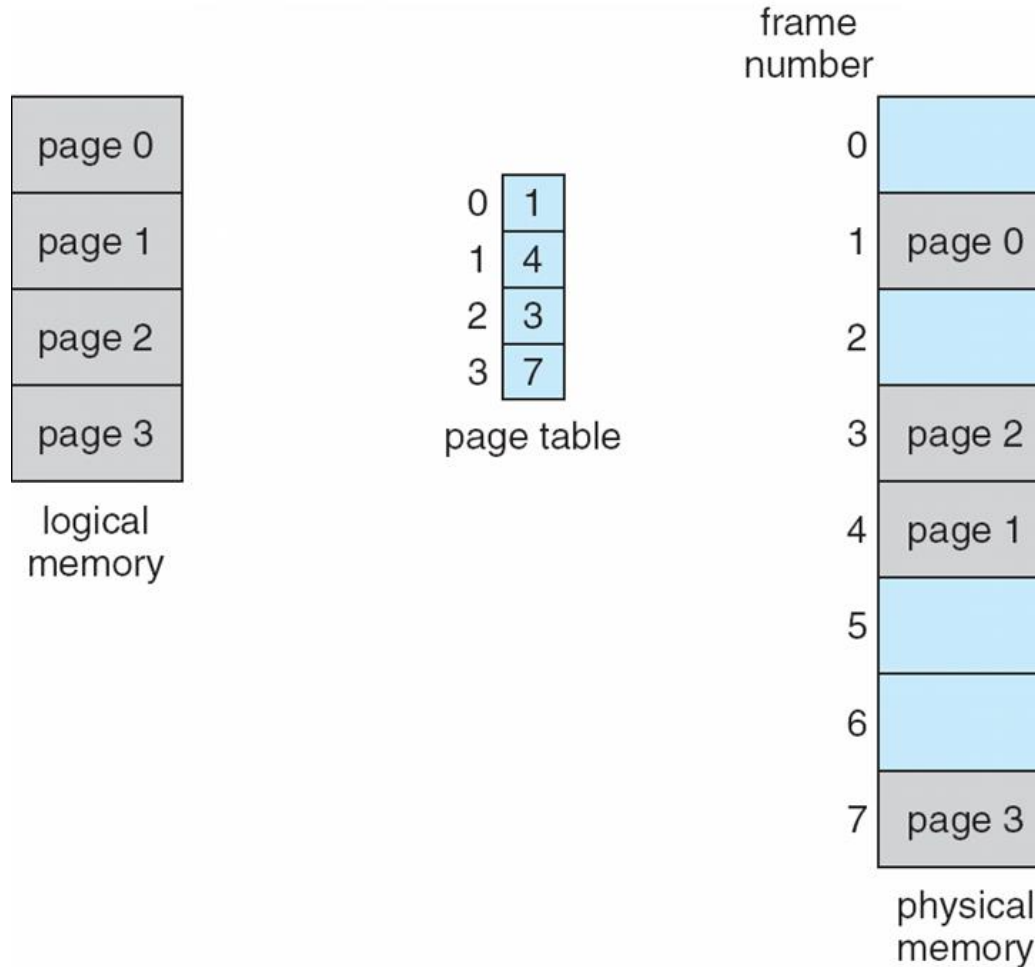 page 0
page 1
page 2
page 3
logical
memory
0 1
1 4
2 3
3 7
page table
frame
number
0
1 page 0
2
3 page 2
4 page 1
5
6
7 page 3
physical
memory